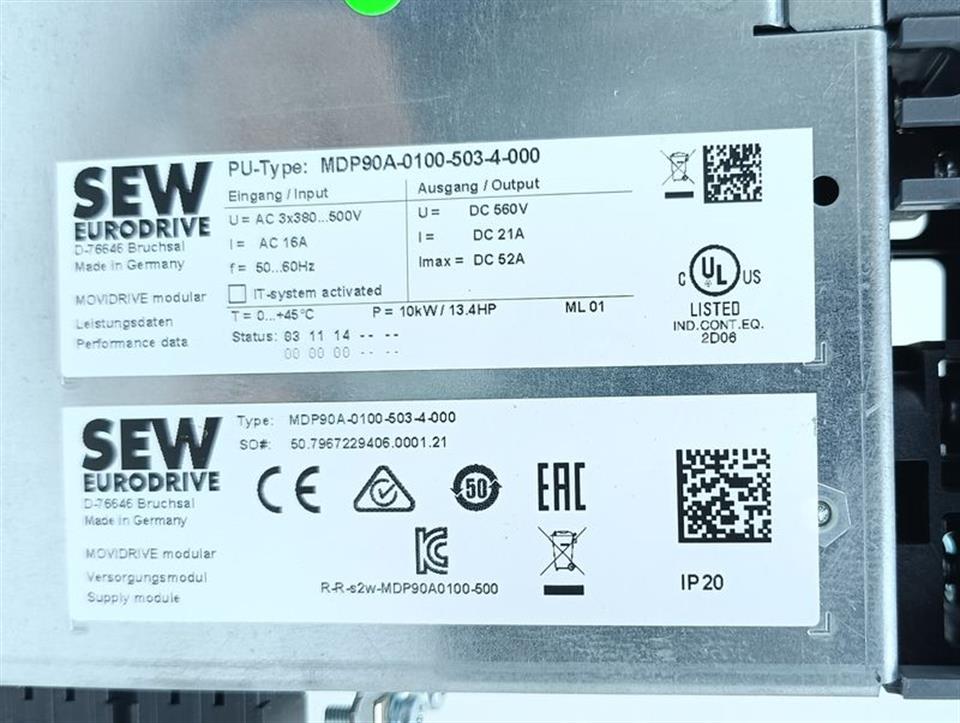 SEW
EURODRIVE
D-76646 Bruchsal
Made in Germany
MOVIDRIVE modular
Leistungsdaten
Performance data
PU-Type: MDP90A-0100-503-4-000
Eingang / Input
U = AC 3x380...500V
I = AC 16A
f = 50...60Hz
IT-system activated
Ausgang / Output
U = DC 560V
I = DC 21A
Imax = DC 52A
T = 0...+45°C P = 10kW / 13.4HP ML 01
Status: 03 11 14 -- --
00 00 00 -- --
C UL US
LISTED
IND.CONT.EQ.
2D06
SEW
EURODRIVE
D-76646 Bruchsal
Made in Germany
MOVIDRIVE modular
Versorgungsmodul
Supply module
Type: MDP90A-0100-503-4-000
SO#: 50.7967229406.0001.21
CE
50
EAC
R-R-s2w-MDP90A0100-500
IP 20